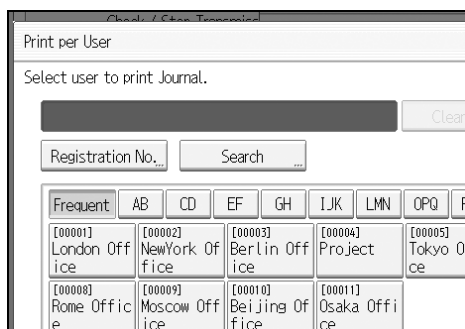 Check / Stop Transmiss
Print per User
Select user to print Journal.
Clear
Registration No.
Search
Frequent AB CD EF GH IJK LMN OPQ
[00001] [00002] [00003] [00004] [00005]
London Off NewYork Of Berlin Off Project Tokyo O
ice fice ice ce
[00008] [00009] [00010] [00011]
Rome Offic Moscow Off Beijing Of Osaka Offi
e ice ffice ce